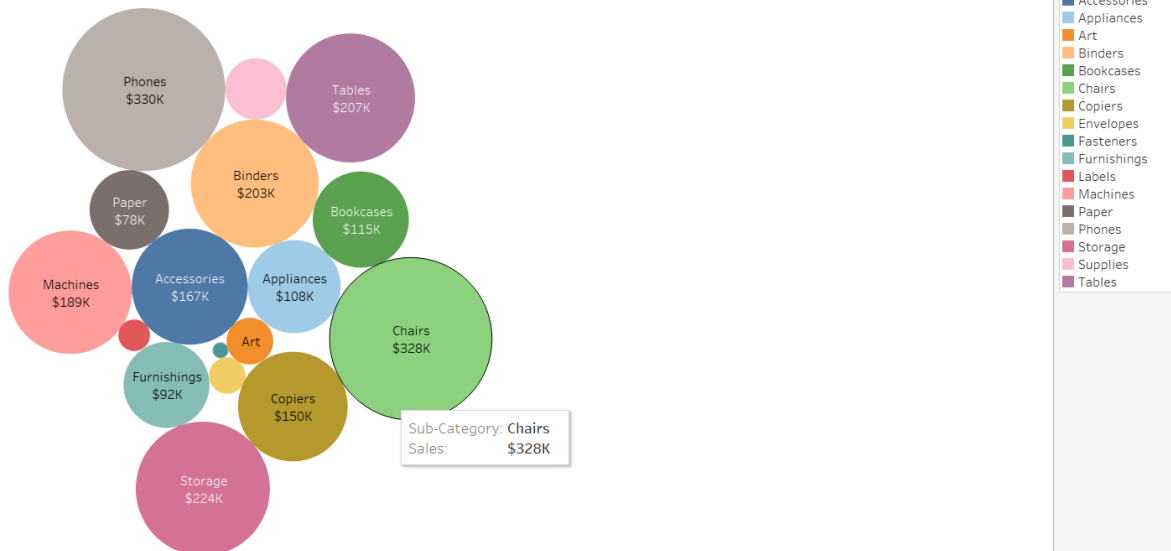 Phones
$330K
Tables
$207K
Binders
$203K
Paper
$78K
Bookcases
$115K
Machines
$189K
Accessories
$167K
Appliances
$108K
Chairs
$328K
Art
Furnishings
$92K
Copiers
$150K
Sub-Category: Chairs
Sales: $328K
Storage
$224K
Accessories
Appliances
Art
Binders
Bookcases
Chairs
Copiers
Envelopes
Fasteners
Furnishings
Labels
Machines
Paper
Phones
Storage
Supplies
Tables